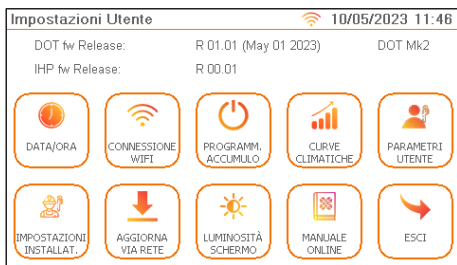 Impostazioni Utente 10/05/2023 11:46
DOT fw Release: R 01.01 (May 01 2023) DOT Mk2
IHP fw Release: R 00.01
DATA/ORA
CONNESSIONE
WIFI
PROGRAMM.
ACCUMULO
CURVE
CLIMATICHE
PARAMETRI
UTENTE
IMPOSTAZIONI
INSTALLAT.
AGGIORNA
VIA RETE
LUMINOSITÀ
SCHERMO
MANUALE
ONLINE
ESCI